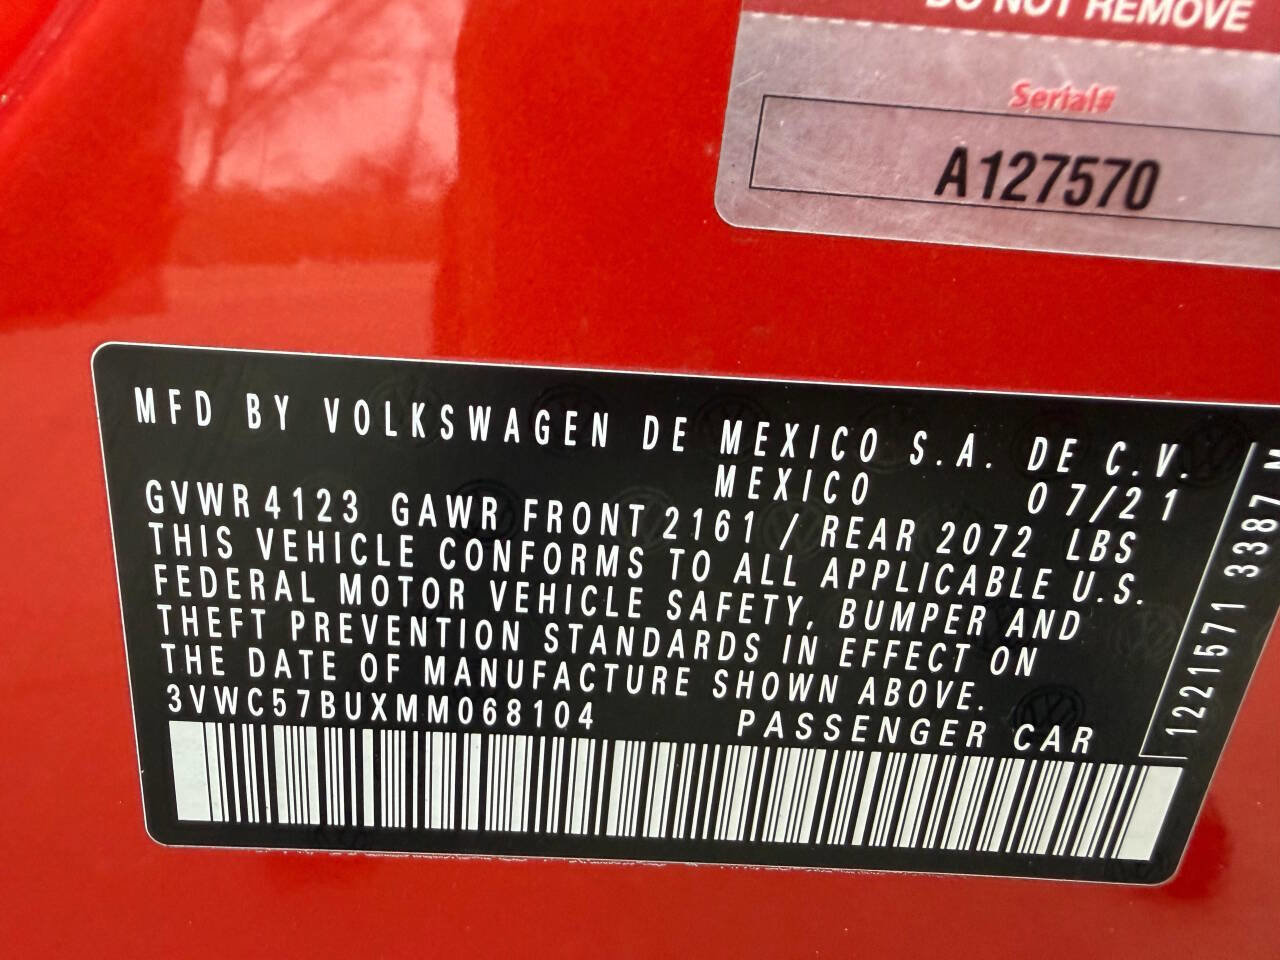 DO NOT REMOVE
Serial#
A127570
MFD BY VOLKSWAGEN DE MEXICO S.A. DE C.V.
MEXICO 07/21
GVWR 4123 GAWR FRONT 2161 / REAR 2072 LBS
THIS VEHICLE CONFORMS TO ALL APPLICABLE U.S.
FEDERAL MOTOR VEHICLE SAFETY, BUMPER AND
THEFT PREVENTION STANDARDS IN EFFECT ON
THE DATE OF MANUFACTURE SHOWN ABOVE.
3VWC57BUXMM068104 PASSENGER CAR
1221571 3387